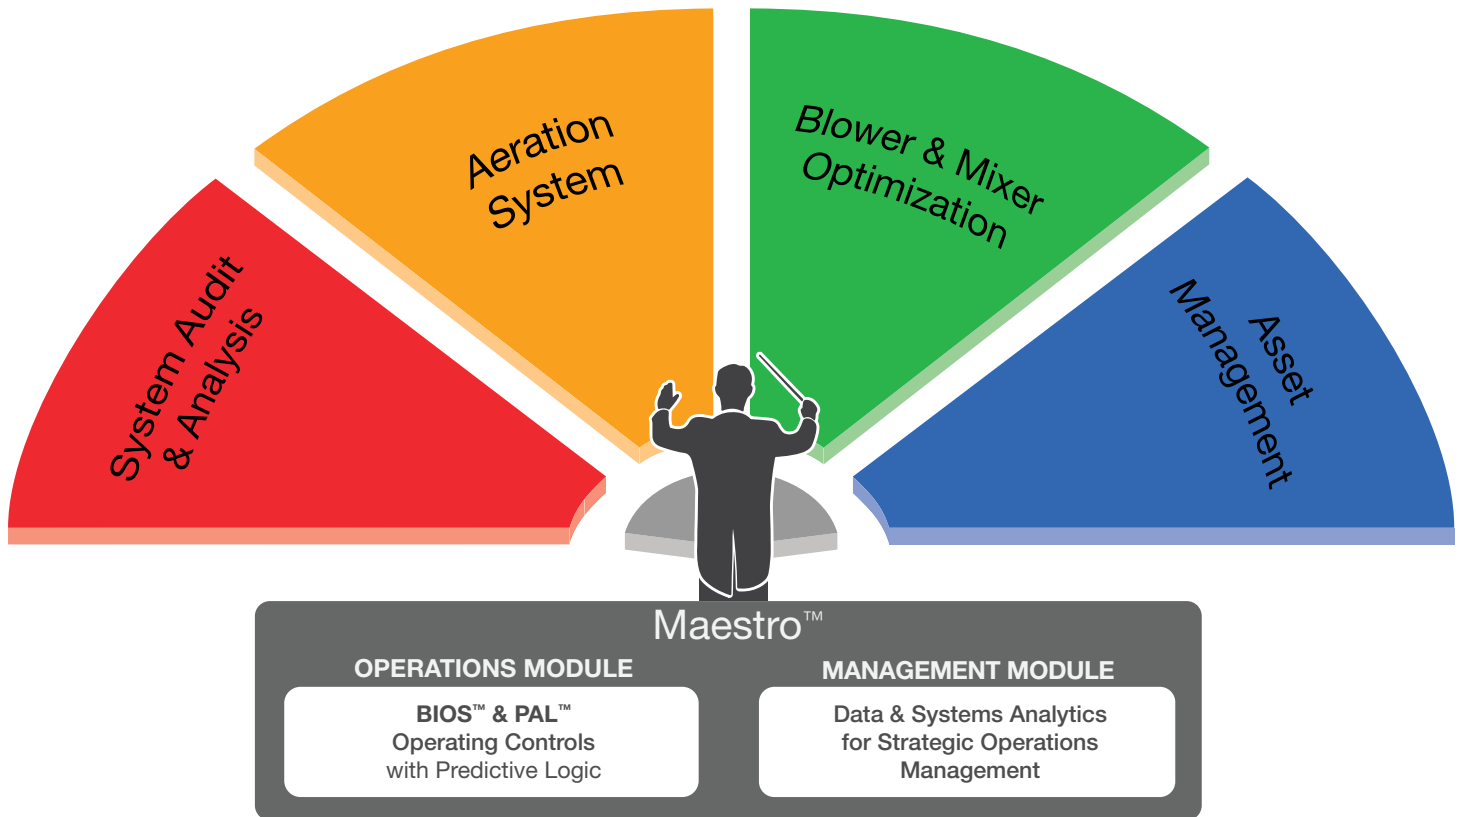 System Audit
& Analysis
Aeration
System
Blower & Mixer
Optimization
Asset
Management
Maestro™
OPERATIONS MODULE
BIOS™ & PAL™
Operating Controls
with Predictive Logic
MANAGEMENT MODULE
Data & Systems Analytics
for Strategic Operations
Management